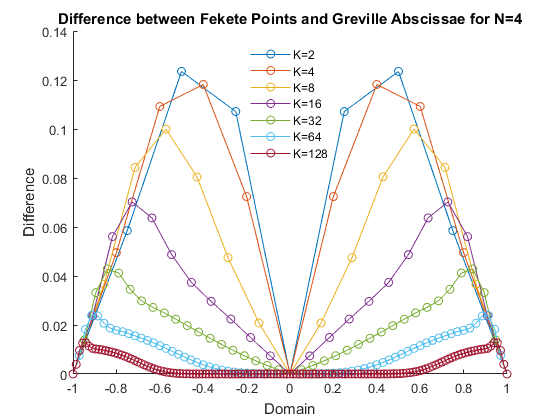 Difference between Fekete Points and Greville Abscissae for N=4
0.14
0.12
0.1
0.08
0.06
0.04
0.02
0
Difference
K=2
K=4
K=8
K=16
K=32
K=64
K=128
-1 -0.8 -0.6 -0.4 -0.2 0 0.2 0.4 0.6 0.8 1
Domain